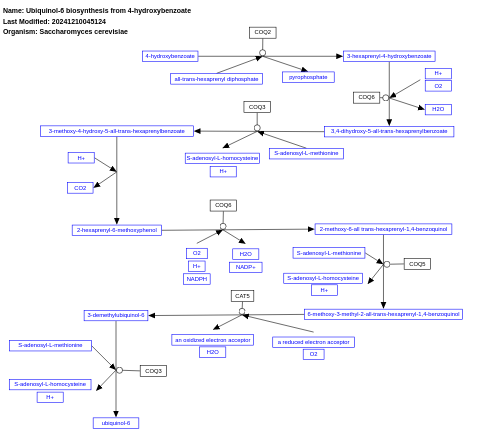 Name: Ubiquinol-6 biosynthesis from 4-hydroxybenzoate
Last Modified: 20241210045124
Organism: Saccharomyces cerevisiae
COQ2
4-hydroxybenzoate
3-hexaprenyl-4-hydroxybenzoate
all-trans-hexaprenyl diphosphate
pyrophosphate
H+
O2
COQ6
H2O
COQ3
3-methoxy-4-hydroxy-5-all-trans-hexaprenylbenzoate
3,4-dihydroxy-5-all-trans-hexaprenylbenzoate
S-adenosyl-L-homocysteine
S-adenosyl-L-methionine
H+
H+
CO2
COQ6
2-hexaprenyl-6-methoxyphenol
2-methoxy-6-all trans-hexaprenyl-1,4-benzoquinol
O2
H+
NADPH
H2O
NADP+
S-adenosyl-L-methionine
COQ5
S-adenosyl-L-homocysteine
H+
CAT5
3-demethylubiquinol-6
6-methoxy-3-methyl-2-all-trans-hexaprenyl-1,4-benzoquinol
an oxidized electron acceptor
H2O
a reduced electron acceptor
O2
S-adenosyl-L-methionine
COQ3
S-adenosyl-L-homocysteine
H+
ubiquinol-6